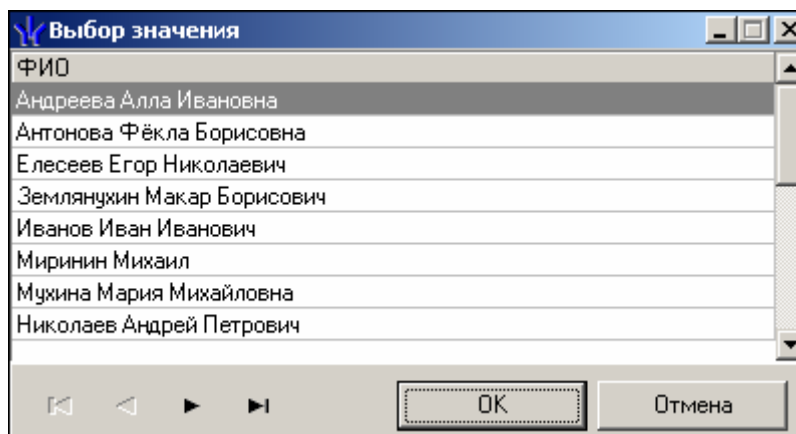 Выбор значения
ФИО
Андреева Алла Ивановна
Антонова Фёкла Борисовна
Елесеев Егор Николаевич
Землянухин Макар Борисович
Иванов Иван Иванович
Миринин Михаил
Мухина Мария Михайловна
Николаев Андрей Петрович
OK Отмена